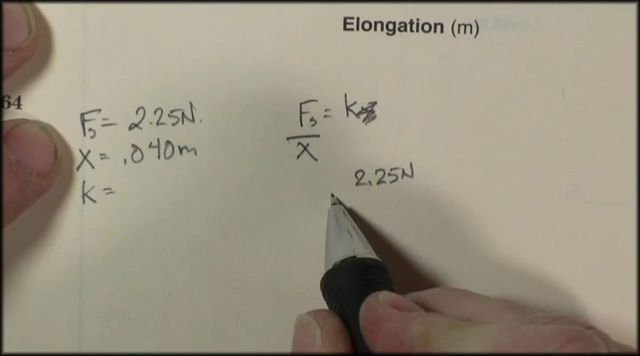 Elongation (m)
64
Fs = 2.25N.
X = .040m
K =
Fs = K
X
2.25N